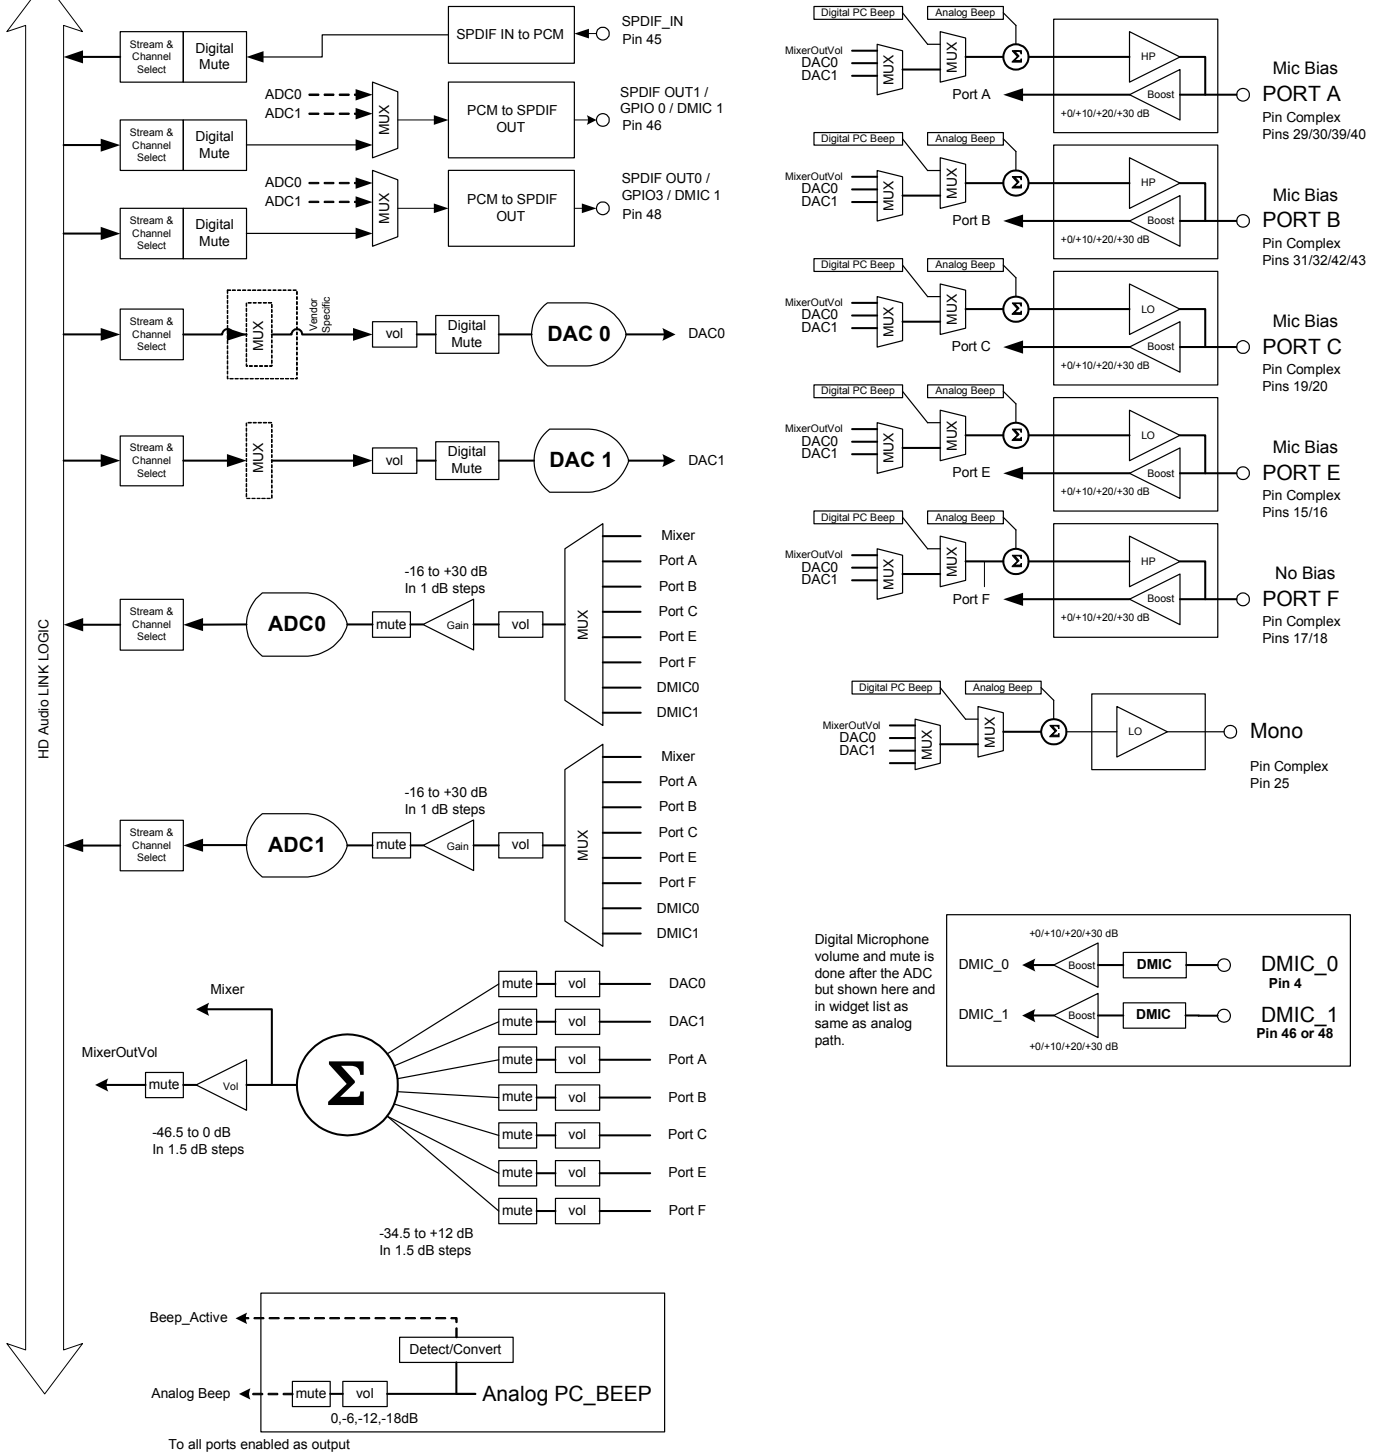 HD Audio LINK LOGIC
Stream &
Channel
Select
Digital
Mute
SPDIF IN to PCM
SPDIF_IN
Pin 45
ADC0
ADC1
Stream &
Channel
Select
Digital
Mute
MUX
PCM to SPDIF
OUT
SPDIF OUT1 /
GPIO 0 / DMIC 1
Pin 46
ADC0
ADC1
Stream &
Channel
Select
Digital
Mute
MUX
PCM to SPDIF
OUT
SPDIF OUT0 /
GPIO3 / DMIC 1
Pin 48
Stream &
Channel
Select
MUX
Vendor
Specific
vol
Digital
Mute
DAC 0
DAC0
Stream &
Channel
Select
MUX
vol
Digital
Mute
DAC 1
DAC1
Stream &
Channel
Select
ADC0
mute
-16 to +30 dB
In 1 dB steps
Gain
vol
MUX
Mixer
Port A
Port B
Port C
Port E
Port F
DMIC0
DMIC1
Stream &
Channel
Select
ADC1
mute
-16 to +30 dB
In 1 dB steps
Gain
vol
MUX
Mixer
Port A
Port B
Port C
Port E
Port F
DMIC0
DMIC1
Mixer
MixerOutVol
mute
Vol
-46.5 to 0 dB
In 1.5 dB steps
Σ
mute
vol
DAC0
mute
vol
DAC1
mute
vol
Port A
mute
vol
Port B
mute
vol
Port C
mute
vol
Port E
mute
vol
Port F
-34.5 to +12 dB
In 1.5 dB steps
Beep_Active
Detect/Convert
Analog Beep
mute
vol
Analog PC_BEEP
0,-6,-12,-18dB
To all ports enabled as output
Digital PC Beep
Analog Beep
MixerOutVol
DAC0
DAC1
MUX
MUX
Σ
HP
Port A
Boost
+0/+10/+20/+30 dB
Mic Bias
PORT A
Pin Complex
Pins 29/30/39/40
Digital PC Beep
Analog Beep
MixerOutVol
DAC0
DAC1
MUX
MUX
Σ
HP
Port B
Boost
+0/+10/+20/+30 dB
Mic Bias
PORT B
Pin Complex
Pins 31/32/42/43
Digital PC Beep
Analog Beep
MixerOutVol
DAC0
DAC1
MUX
MUX
Σ
LO
Port C
Boost
+0/+10/+20/+30 dB
Mic Bias
PORT C
Pin Complex
Pins 19/20
Digital PC Beep
Analog Beep
MixerOutVol
DAC0
DAC1
MUX
MUX
Σ
LO
Port E
Boost
+0/+10/+20/+30 dB
Mic Bias
PORT E
Pin Complex
Pins 15/16
Digital PC Beep
Analog Beep
MixerOutVol
DAC0
DAC1
MUX
MUX
Σ
HP
Port F
Boost
+0/+10/+20/+30 dB
No Bias
PORT F
Pin Complex
Pins 17/18
Digital PC Beep
Analog Beep
MixerOutVol
DAC0
DAC1
MUX
MUX
Σ
LO
Mono
Pin Complex
Pin 25
Digital Microphone
volume and mute is
done after the ADC
but shown here and
in widget list as
same as analog
path.
+0/+10/+20/+30 dB
DMIC_0
Boost
DMIC
DMIC_0
Pin 4
DMIC_1
Boost
DMIC
DMIC_1
Pin 46 or 48
+0/+10/+20/+30 dB